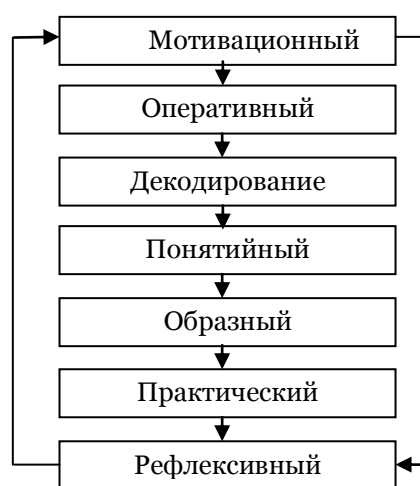 Мотивационный
Оперативный
Декодирование
Понятийный
Образный
Практический
Рефлексивный